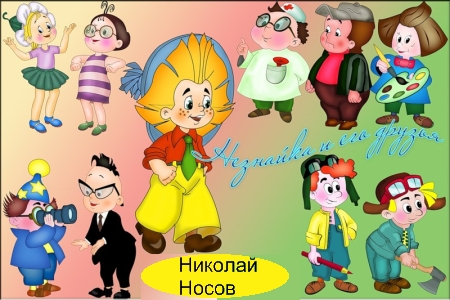 Незнайка и его друзья
Николай
Носов